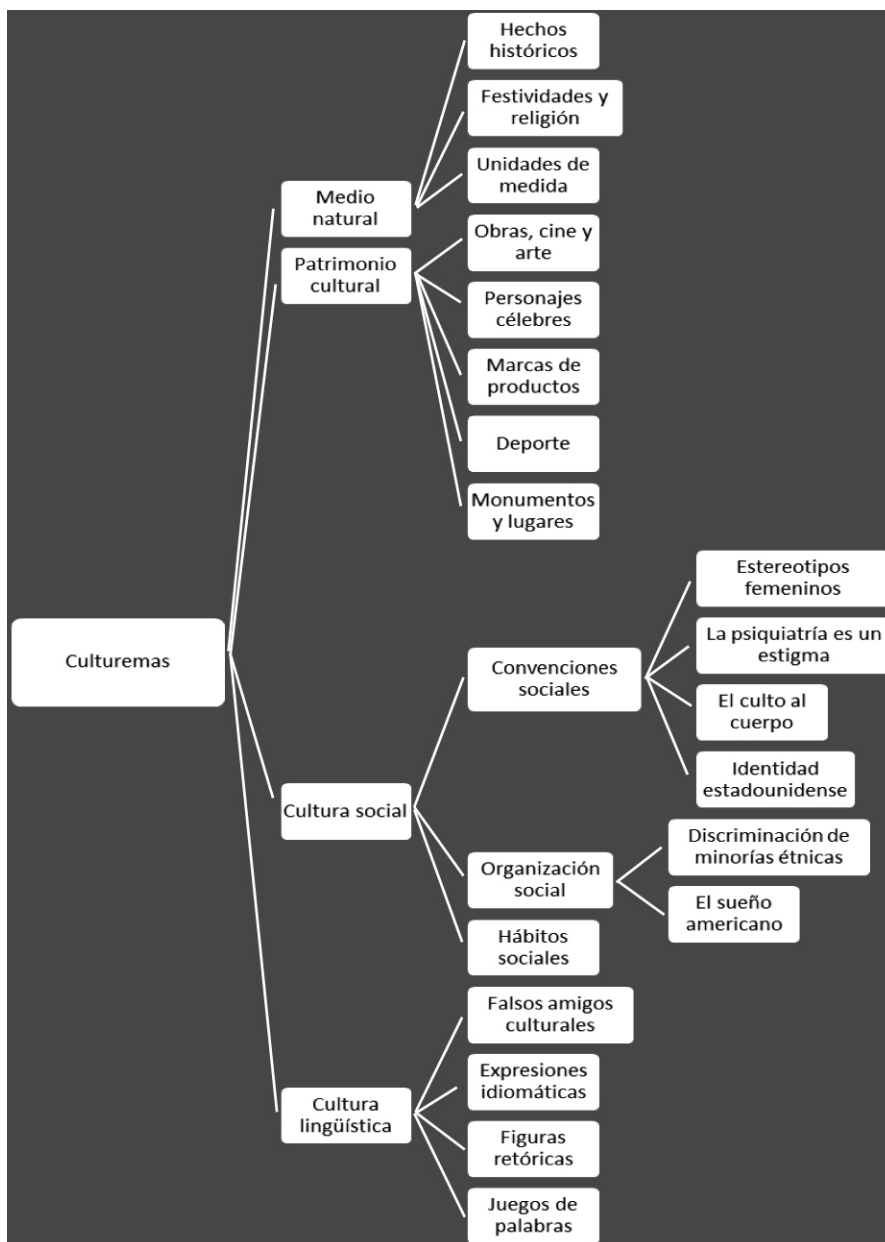 Hechos
históricos
Festividades y
religión
Unidades de
medida
Medio
natural
Obras, cine y
arte
Patrimonio
cultural
Personajes
célebres
Marcas de
productos
Deporte
Monumentos
y lugares
Estereotipos
femeninos
Culturemas
Convenciones
sociales
La psiquiatría es un
estigma
El culto al
cuerpo
Identidad
estadounidense
Cultura social
Organización
social
Discriminación de
minorías étnicas
El sueño
americano
Hábitos
sociales
Falsos amigos
culturales
Expresiones
idiomáticas
Cultura
lingüística
Figuras
retóricas
Juegos de
palabras